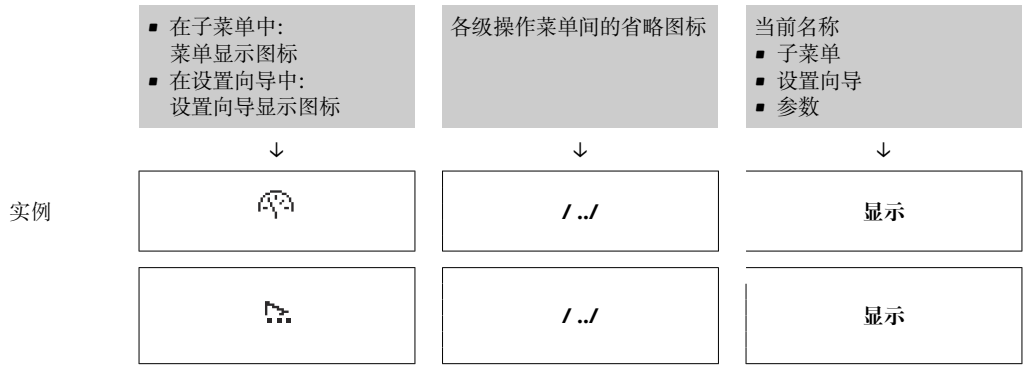 ▪ 在子菜单中:
菜单显示图标
▪ 在设置向导中:
设置向导显示图标
各级操作菜单间的省略图标
当前名称
▪ 子菜单
▪ 设置向导
▪ 参数
↓ ↓ ↓
实例 / ../ 显示
/ ../ 显示